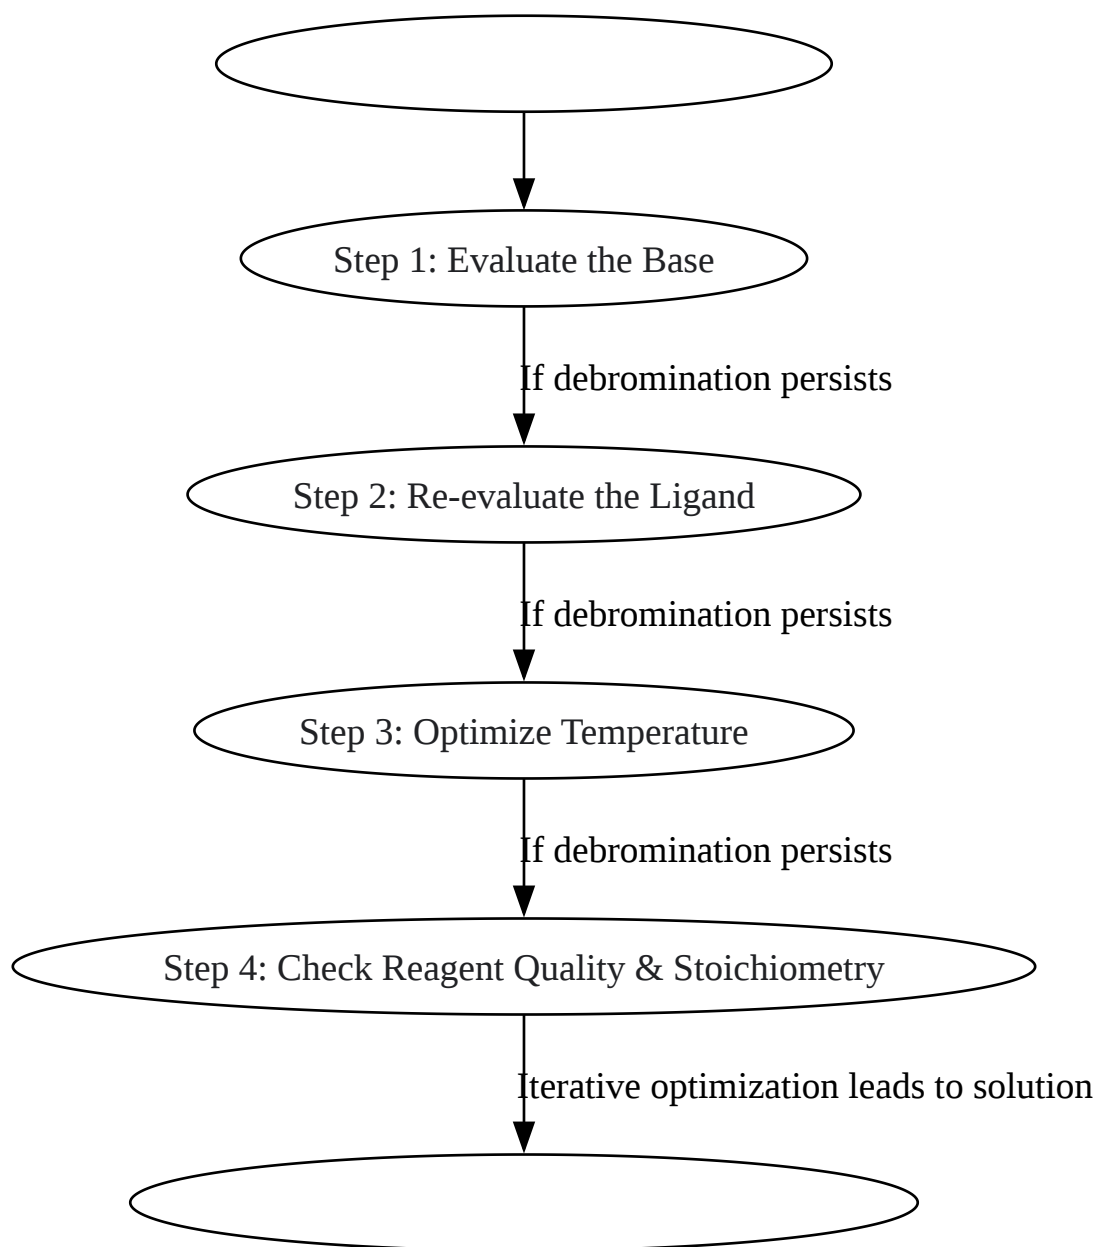 Step 1: Evaluate the Base
If debromination persists
Step 2: Re-evaluate the Ligand
If debromination persists
Step 3: Optimize Temperature
If debromination persists
Step 4: Check Reagent Quality & Stoichiometry
Iterative optimization leads to solution